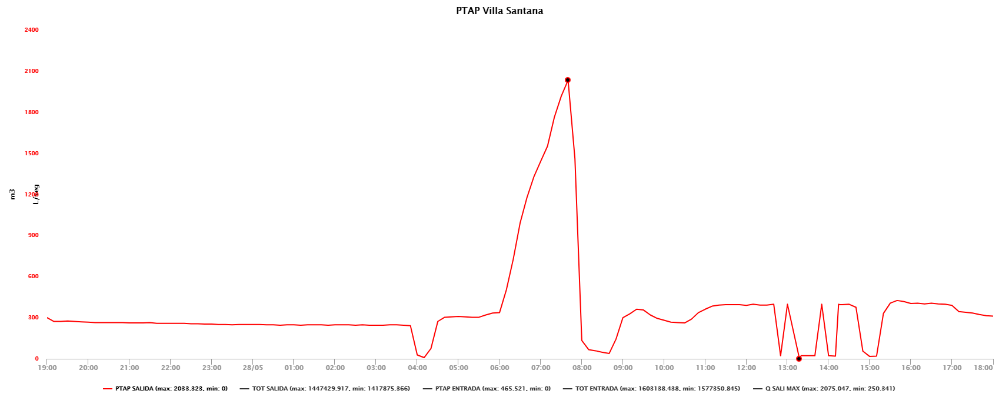 PTAP Villa Santana
2400
2100
1800
1500
1200
900
600
300
0
m3
L/seg
19:00 20:00 21:00 22:00 23:00 28/05 01:00 02:00 03:00 04:00 05:00 06:00 07:00 08:00 09:00 10:00 11:00 12:00 13:00 14:00 15:00 16:00 17:00 18:00
PTAP SALIDA (max: 2033.323, min: 0) TOT SALIDA (max: 1447429.917, min: 1417875.366) PTAP ENTRADA (max: 465.521, min: 0) TOT ENTRADA (max: 1603138.438, min: 1577350.845) Q SALI MAX (max: 2075.047, min: 250.341)